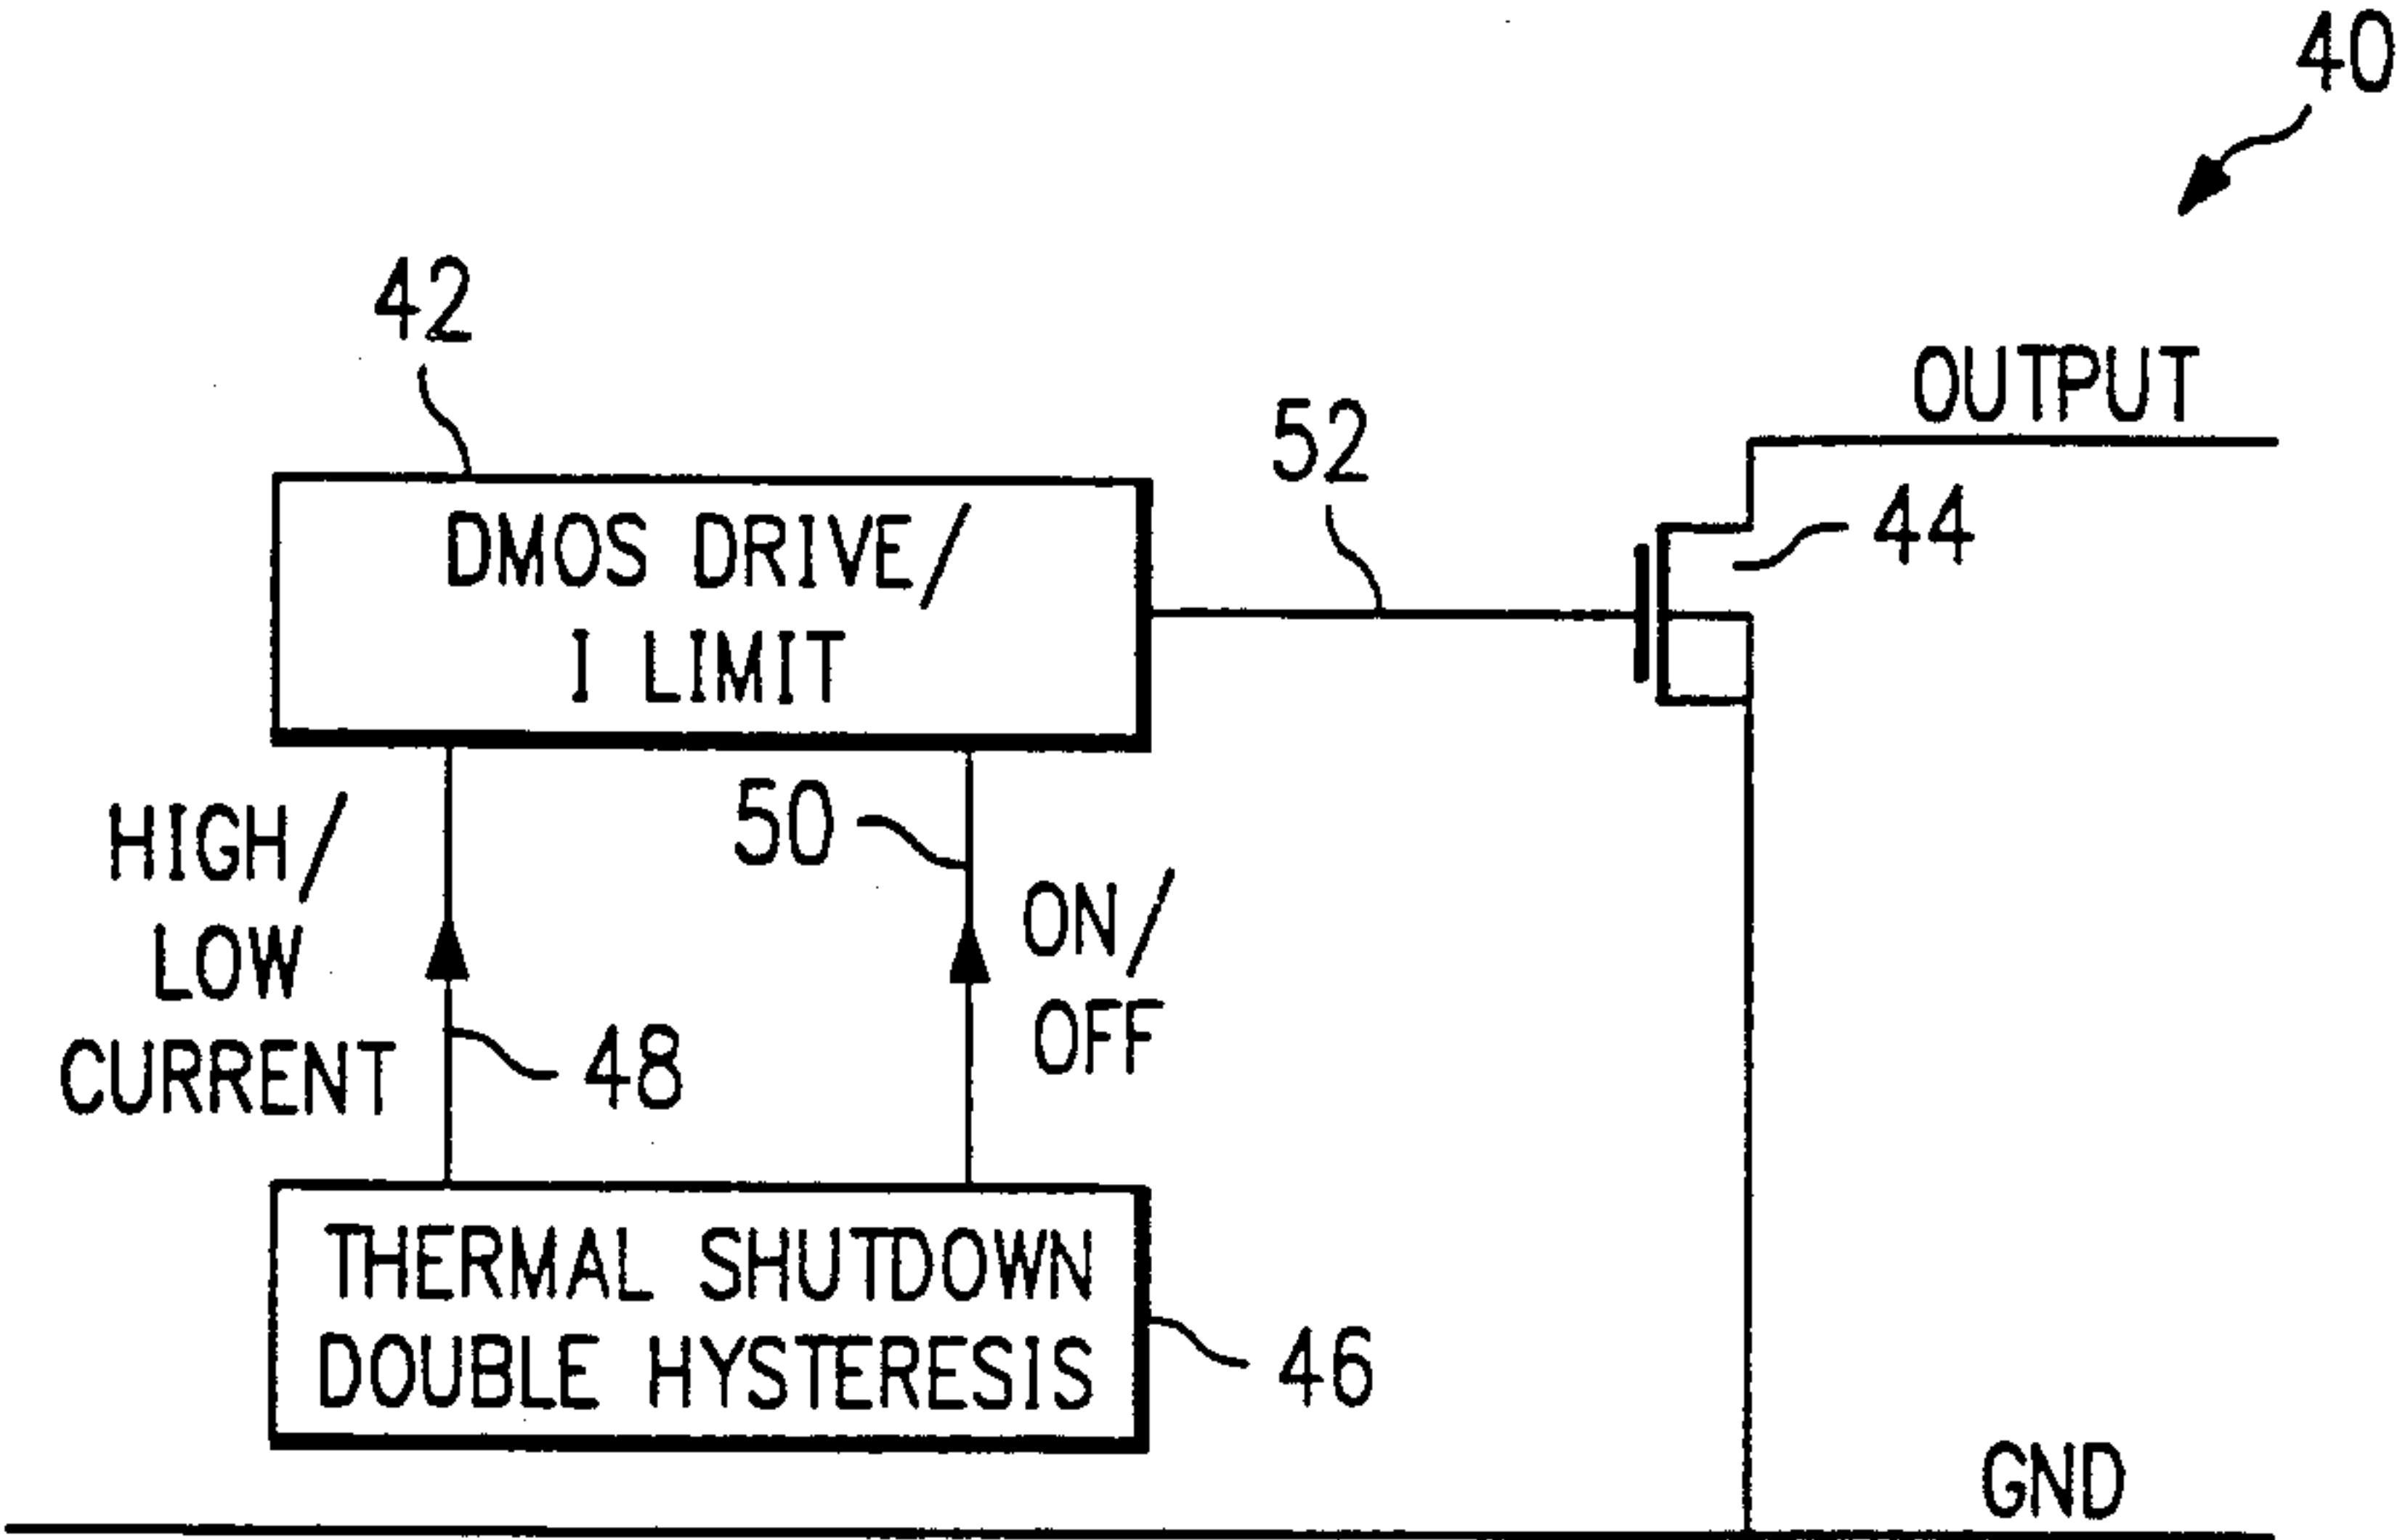 40
42
OUTPUT
52
44
DMOS DRIVE/
I LIMIT
50
HIGH/
LOW
CURRENT
ON/
OFF
48
THERMAL SHUTDOWN
DOUBLE HYSTERESIS
46
GND